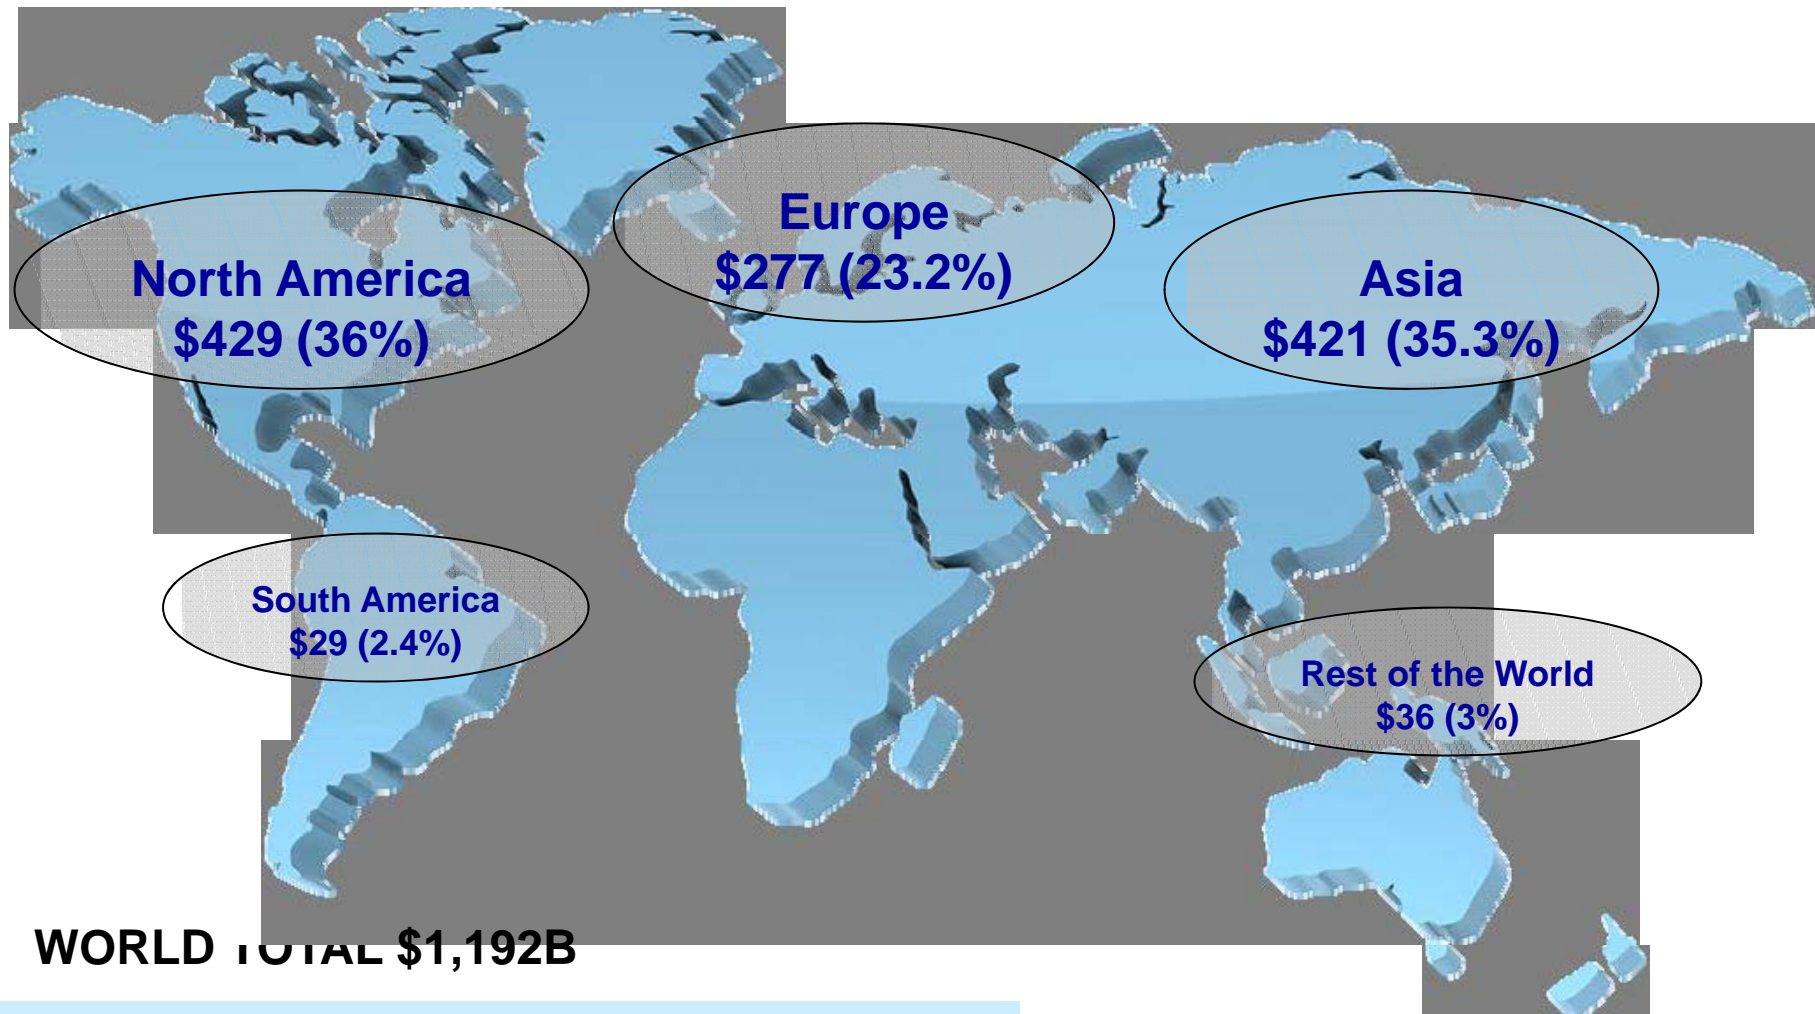 Europe
$277 (23.2%)
North America
$429 (36%)
Asia
$421 (35.3%)
South America
$29 (2.4%)
Rest of the World
$36 (3%)
WORLD TOTAL $1,192B